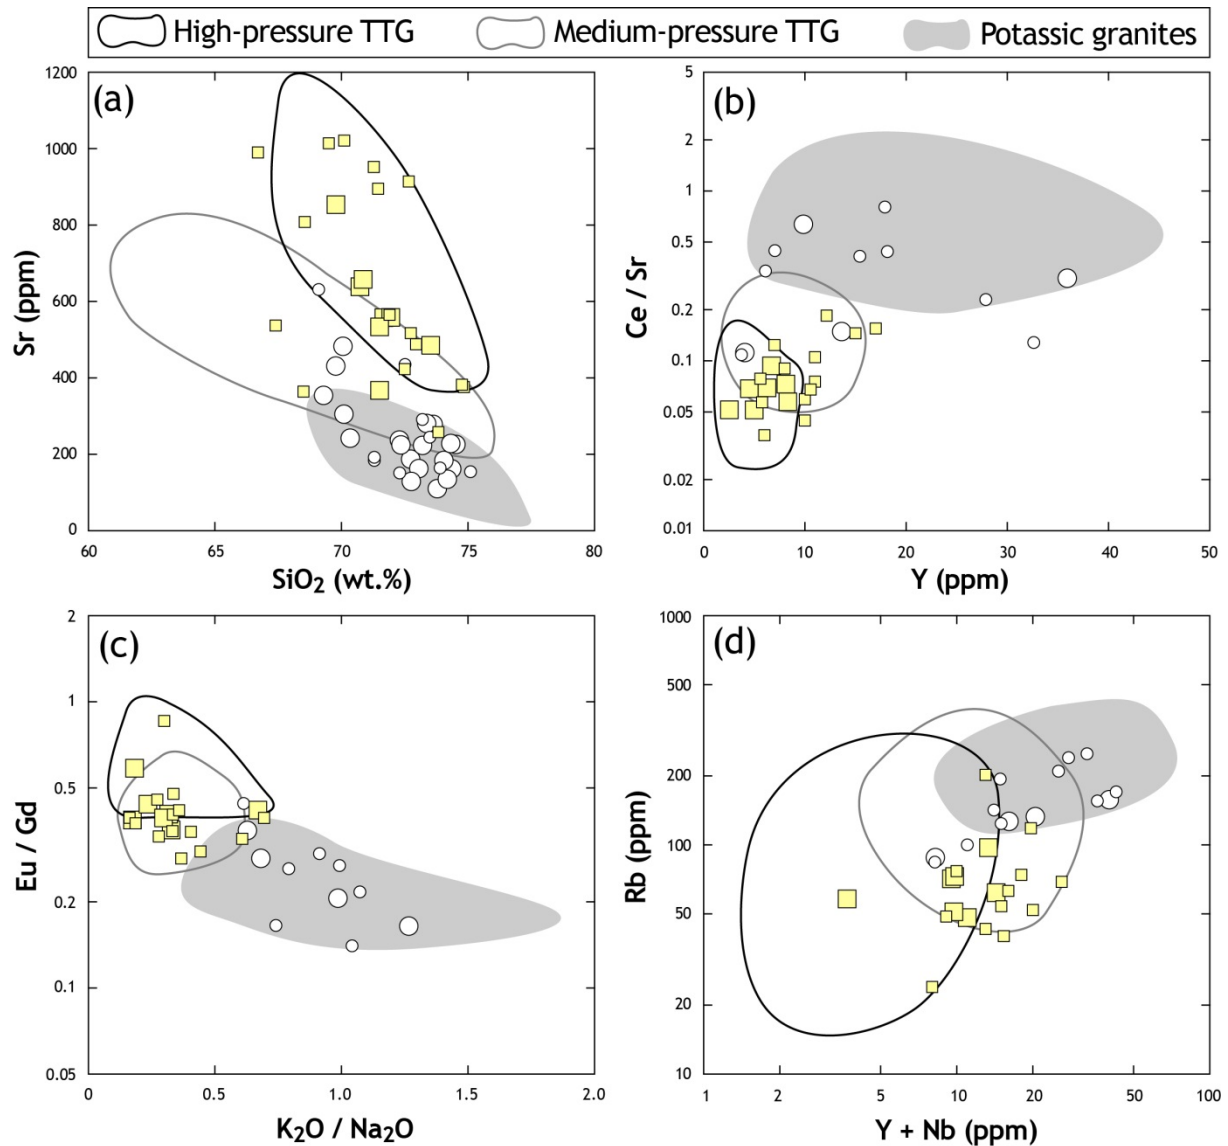 High-pressure TTG Medium-pressure TTG Potassic granites
(a)
1200
1000
800
600
400
200
0
Sr (ppm)
60 65 70 75 80
SiO₂ (wt.%)
(b)
5
2
1
0.5
0.2
0.1
0.05
0.02
0.01
Ce / Sr
0 10 20 30 40 50
Y (ppm)
(c)
2
1
0.5
0.2
0.1
0.05
Eu / Gd
0 0.5 1.0 1.5 2.0
K₂O / Na₂O
(d)
1000
500
200
100
50
20
10
Rb (ppm)
1 2 5 10 20 50 100
Y + Nb (ppm)